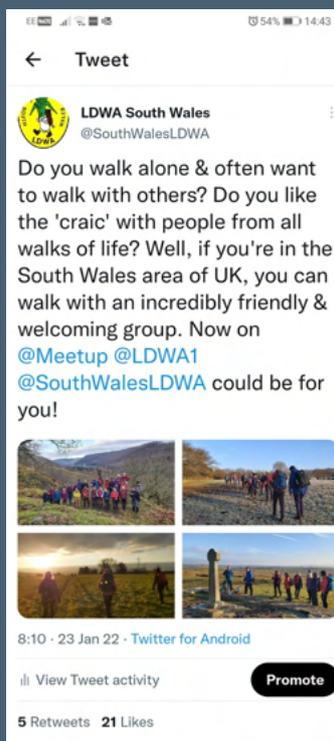 54% 14:43
Tweet
LDWA
LDWA South Wales
@SouthWalesLDWA
Do you walk alone & often want
to walk with others? Do you like
the 'craic' with people from all
walks of life? Well, if you're in the
South Wales area of UK, you can
walk with an incredibly friendly &
welcoming group. Now on
@Meetup @LDWA1
@SouthWalesLDWA could be for
you!
8:10 · 23 Jan 22 · Twitter for Android
View Tweet activity
Promote
5 Retweets 21 Likes